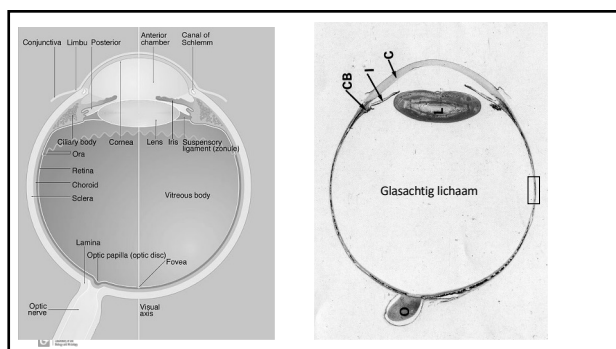 Conjunctiva
Limbu
Posterior
Anterior
chamber
Canal of
Schlemm
Ciliary body
Cornea
Lens
Iris
Suspensory
ligament (zonule)
Ora
Retina
Choroid
Sclera
Vitreous body
Lamina
Optic papilla (optic disc)
Fovea
Optic
nerve
Visual
axis
CB
I
C
L
Glasachtig lichaam
O